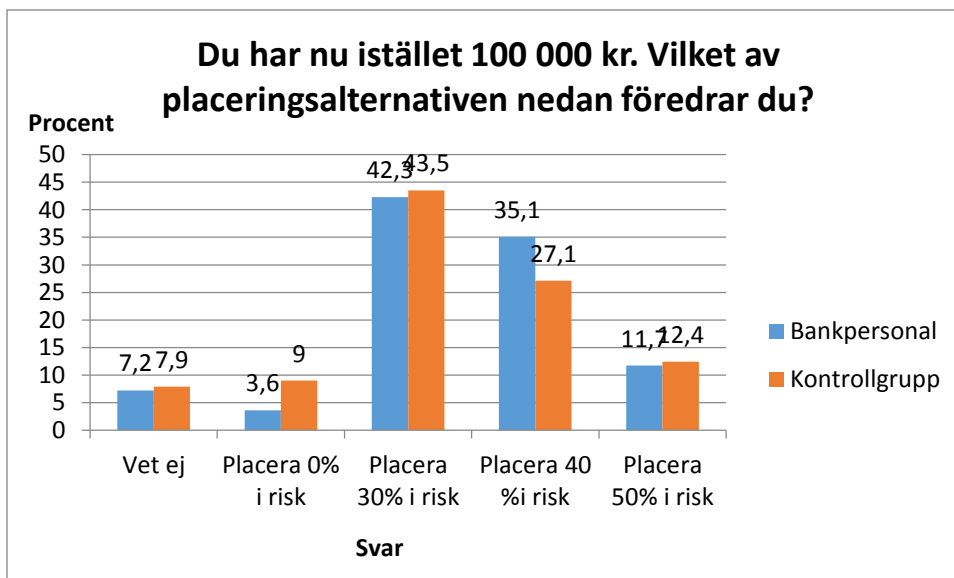 Du har nu istället 100 000 kr. Vilket av
placeringsalternativen nedan föredrar du?
Procent
50
45
40
35
30
25
20
15
10
5
0
7,2
7,9
3,6
9
42,3
43,5
35,1
27,1
11,7
12,4
Vet ej
Placera 0%
i risk
Placera
30% i risk
Placera 40
%i risk
Placera
50% i risk
Svar
Bankpersonal
Kontrollgrupp